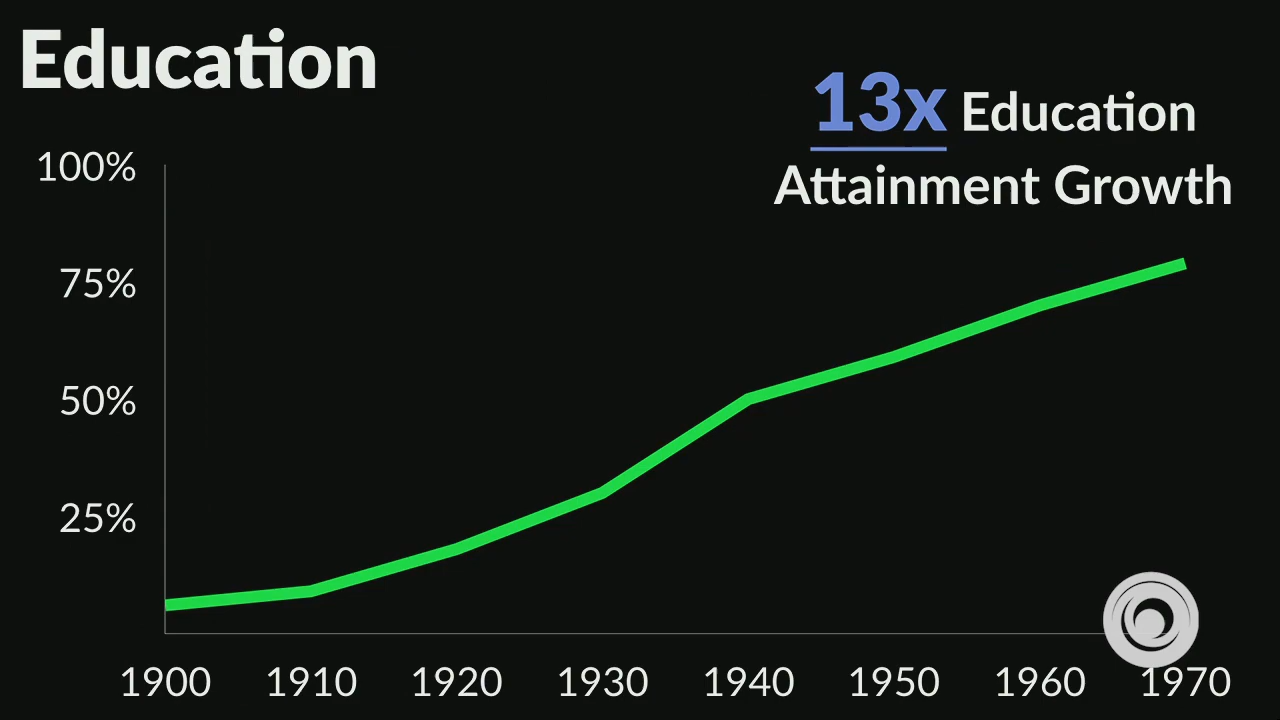 Education
13x Education
Attainment Growth
100%
75%
50%
25%
1900 1910 1920 1930 1940 1950 1960 1970